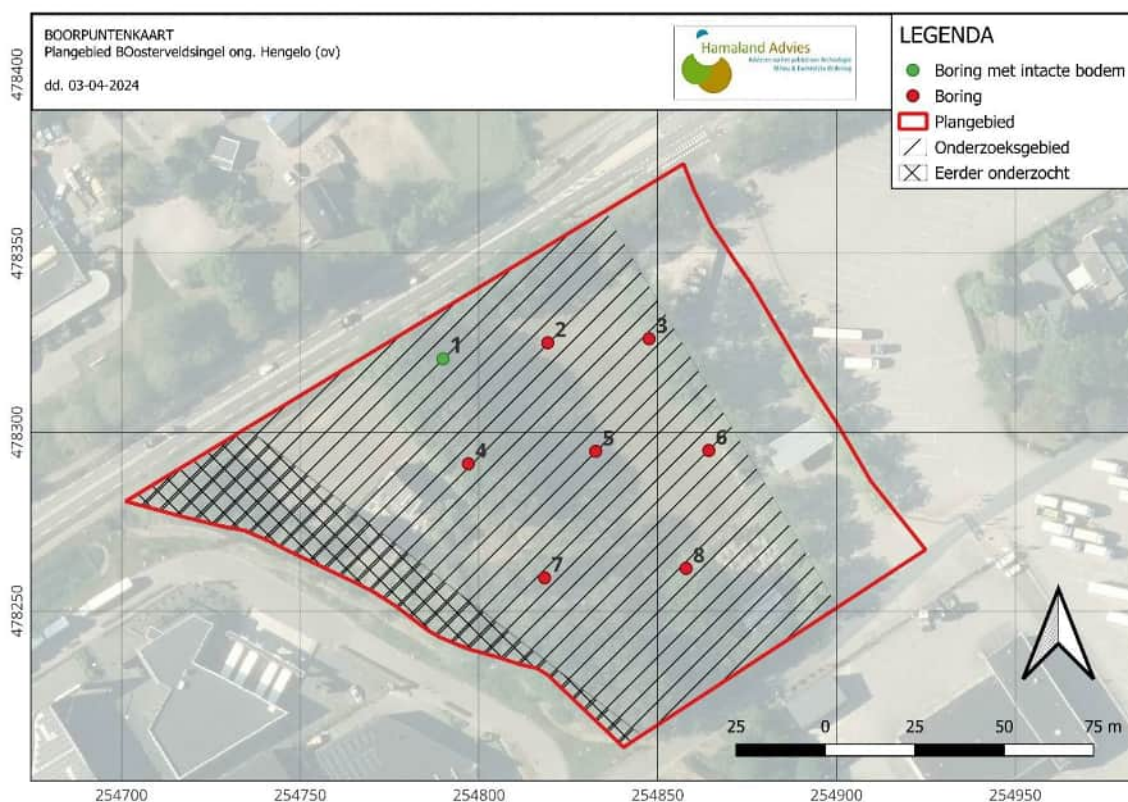 BOORPUNTENKAART
Plangebied BOosterveldsingel ong. Hengelo (ov)
dd. 03-04-2024
Hamaland Advies
LEGENDA
Boring met intacte bodem
Boring
Plangebied
Onderzoeksgebied
Eerder onderzocht
478400
478350
478300
478250
1
2
3
4
5
6
7
8
25 0 25 50 75 m
254700 254750 254800 254850 254900 254950